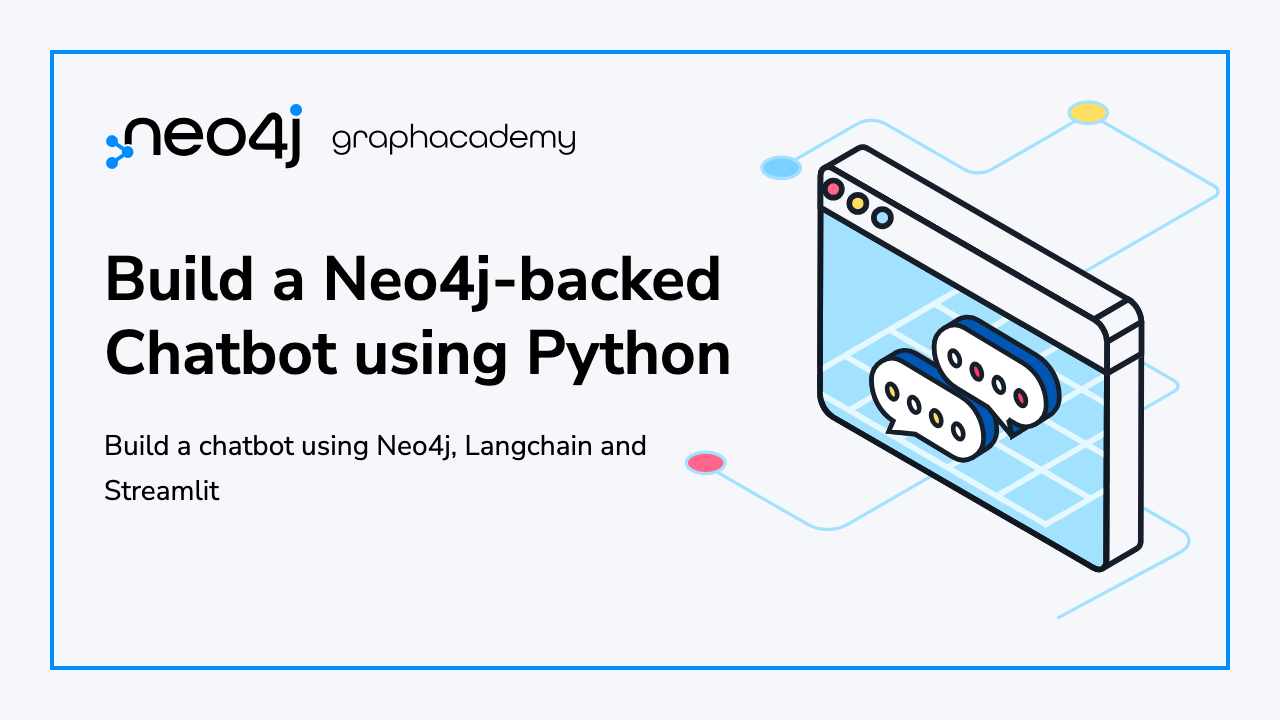 neo4j graphacademy
Build a Neo4j-backed
Chatbot using Python
Build a chatbot using Neo4j, Langchain and
Streamlit